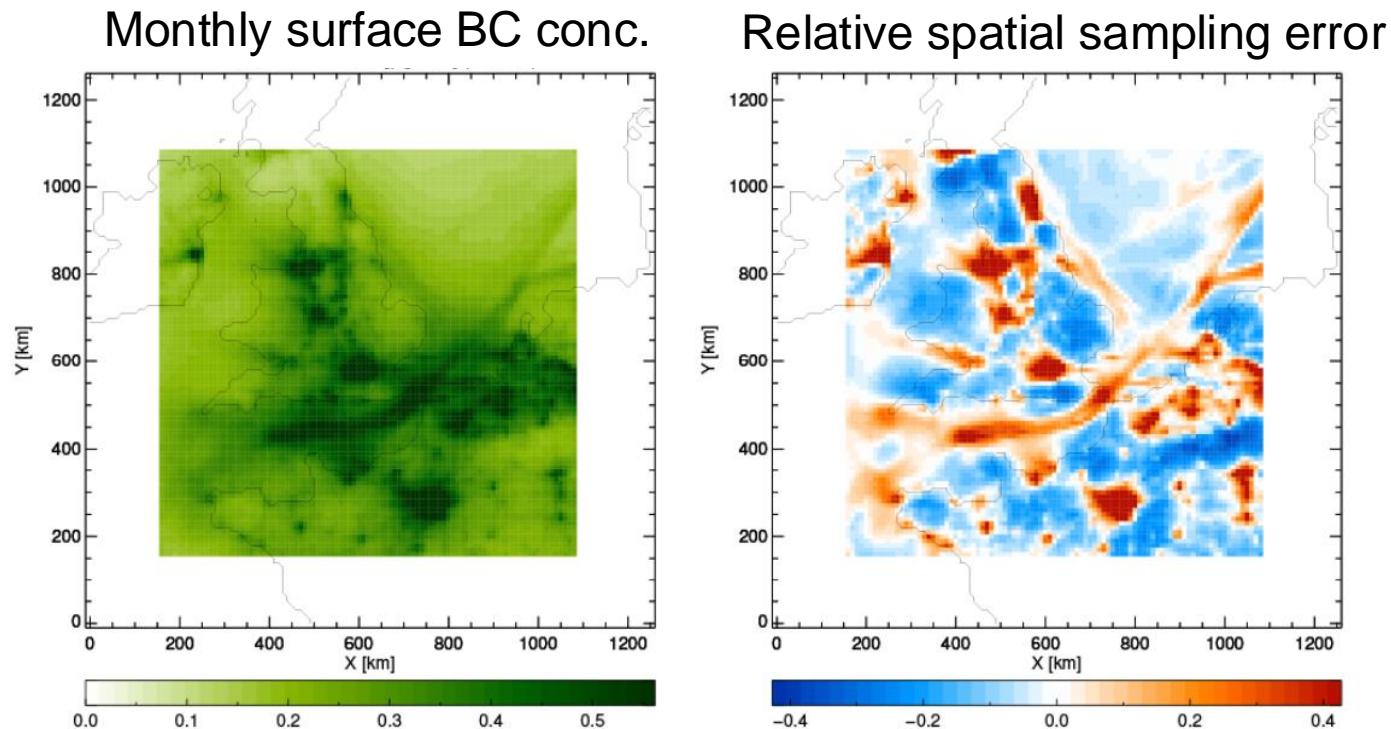 Monthly surface BC conc.
Relative spatial sampling error
1200
1000
800
600
400
200
0
Y [km]
0 200 400 600 800 1000 1200
X [km]
0.0 0.1 0.2 0.3 0.4 0.5
1200
1000
800
600
400
200
0
Y [km]
0 200 400 600 800 1000 1200
X [km]
−0.4 −0.2 0.0 0.2 0.4